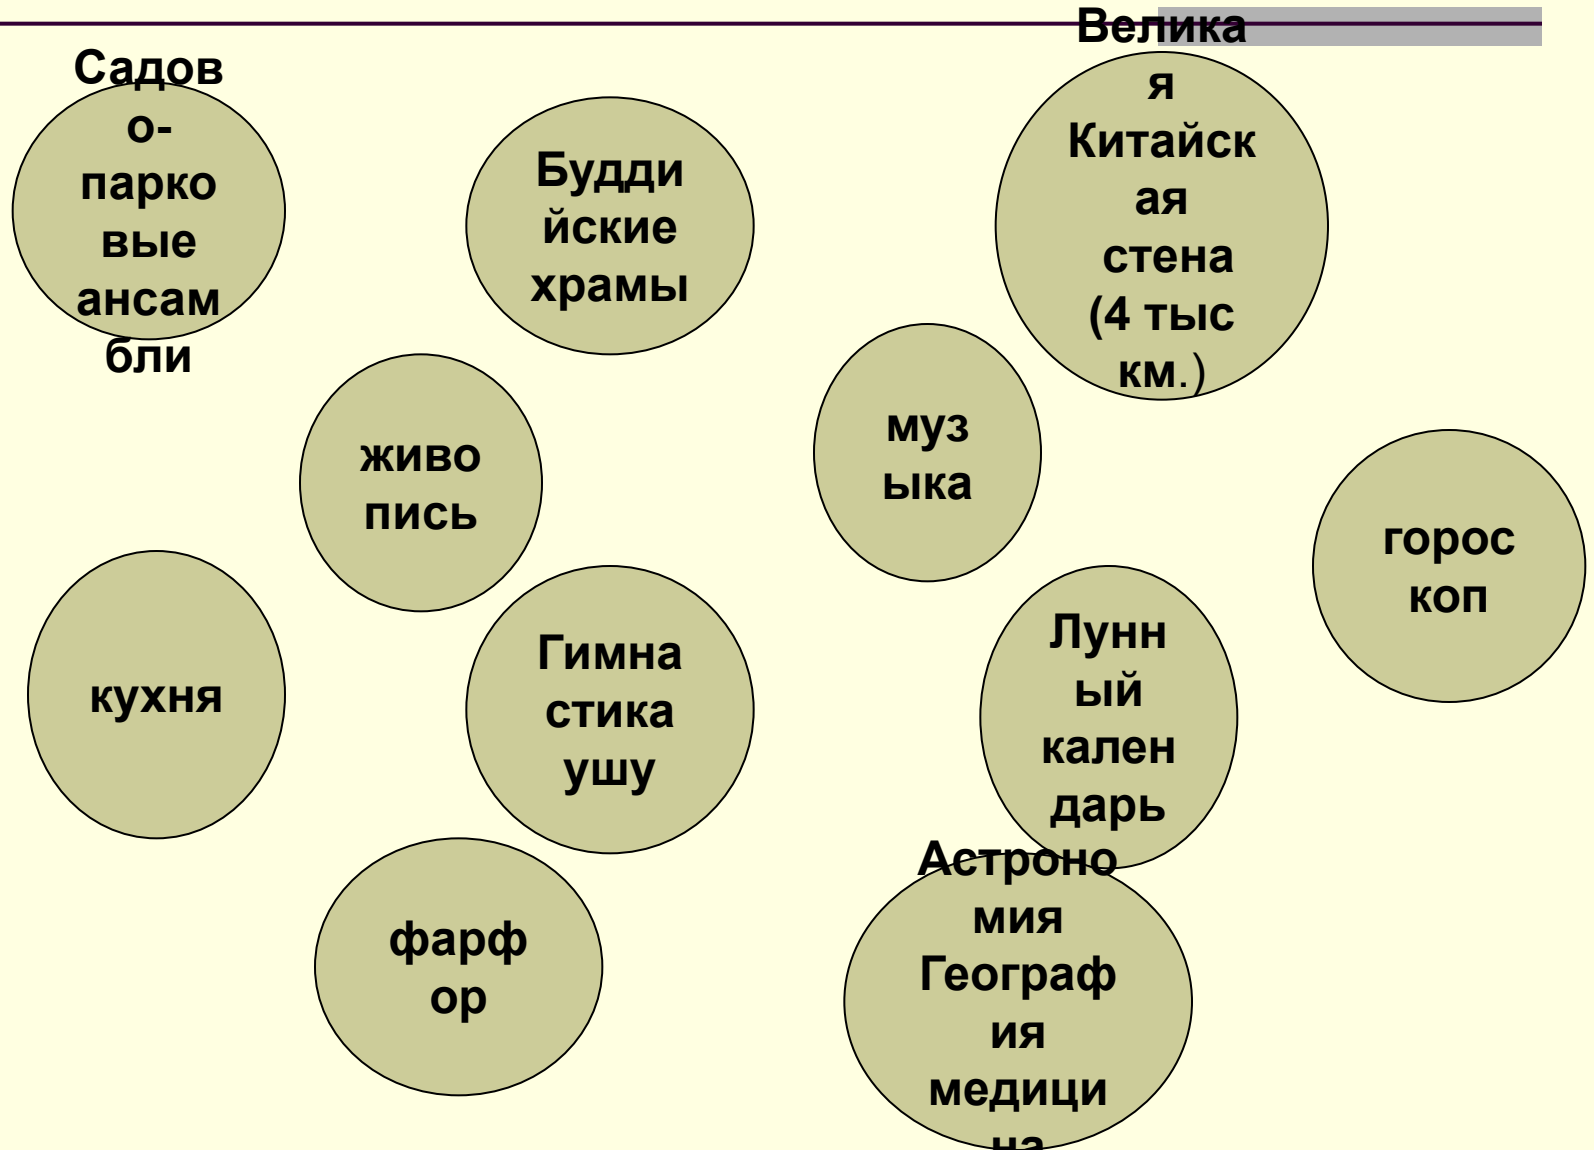 Садов
о-
парко
вые
ансам
бли
Будди
йские
храмы
Велика
я
Китайск
ая
стена
(4 тыс
км.)
живо
пись
муз
ыка
горос
коп
кухня
Гимна
стика
ушу
Лунн
ый
кален
дарь
фарф
ор
Астроно
мия
Географ
ия
медици
на